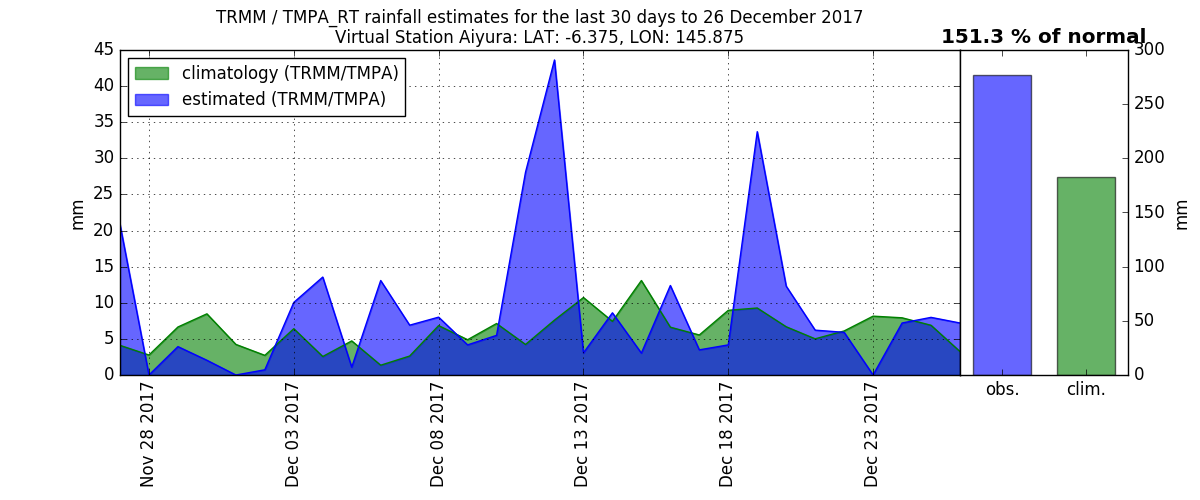 TRMM / TMPA_RT rainfall estimates for the last 30 days to 26 December 2017
Virtual Station Aiyura: LAT: -6.375, LON: 145.875
151.3 % of normal
climatology (TRMM/TMPA)
estimated (TRMM/TMPA)
mm
45
40
35
30
25
20
15
10
5
0
Nov 28 2017
Dec 03 2017
Dec 08 2017
Dec 13 2017
Dec 18 2017
Dec 23 2017
300
250
200
150
100
50
0
mm
obs.
clim.